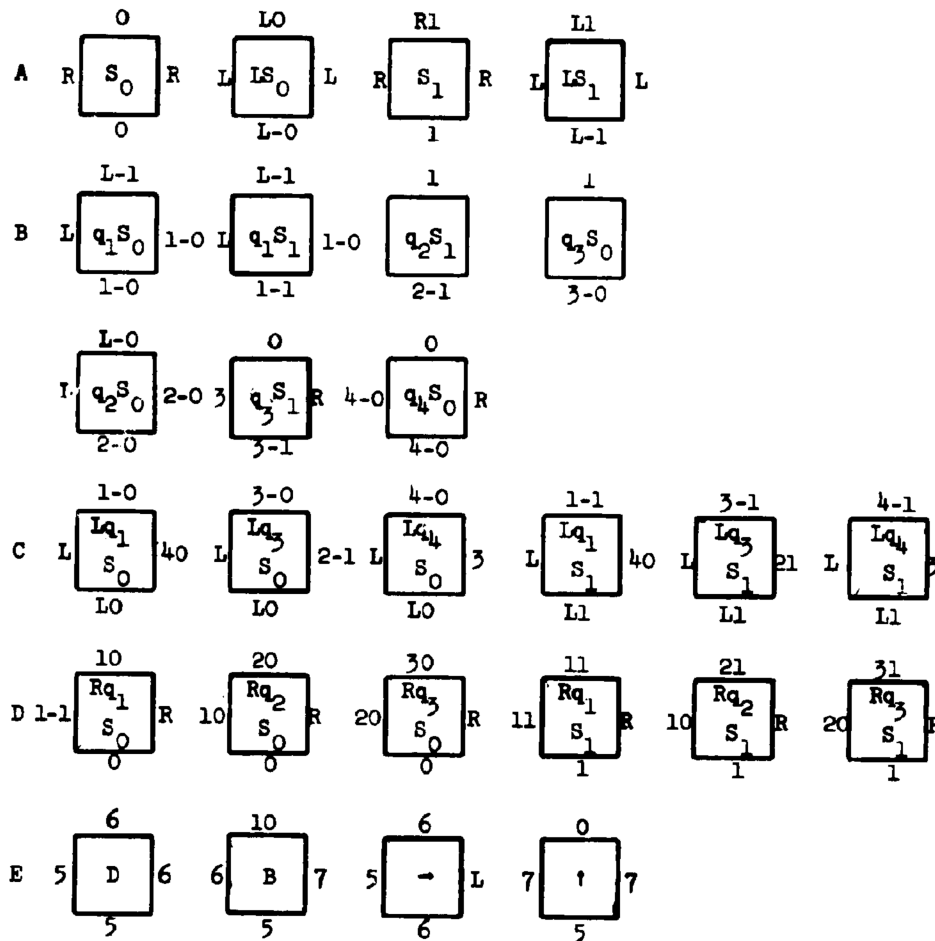 0 L0 R1 L1
A R S0 R L LS0 L R S1 R L LS1 L
0 L-0 1 L-1
L-1 L-1 1 1
B L q1S0 1-0 L q1S1 1-0 q2S1 q3S0
1-0 1-1 2-1 3-0
L-0 0 0
L q2S0 2-0 3 q3S1 R 4-0 q4S0 R
2-0 3-1 4-0
1-0 3-0 4-0 1-1 3-1 4-1
Lq1 Lq3 Lq4 Lq1 Lq3 Lq4
C L S0 40 L S0 2-1 L S0 3 L S1 40 L S1 21 L S1 3
L0 L0 L0 L1 L1 L1
10 20 30 11 21 31
Rq1 Rq2 Rq3 Rq1 Rq2 Rq3
D 1-1 S0 R 10 S0 R 20 S0 R 11 S1 R 10 S1 R 20 S1 R
0 0 0 1 1 1
6 10 6 0
E 5 D 6 6 B 7 5 → L 7 ↑ 7
5 5 6 5